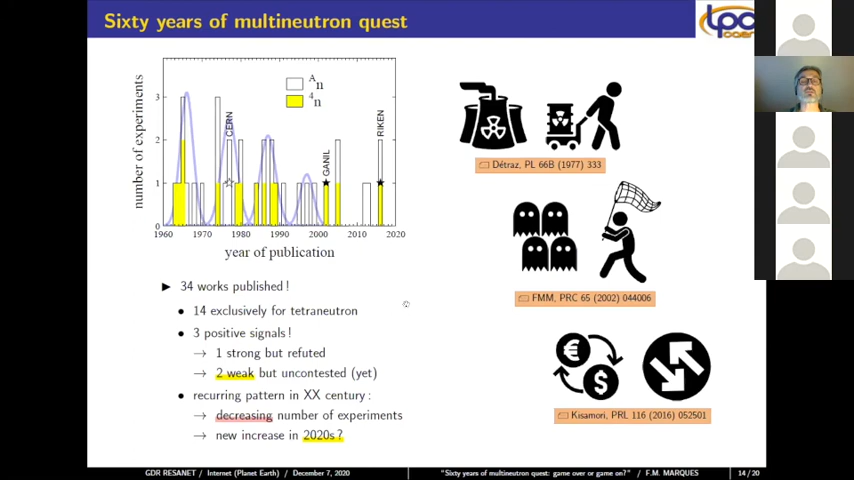 Sixty years of multineutron quest
LPC
caen
number of experiments
3
2
1
0
1960 1970 1980 1990 2000 2010 2020
year of publication
An
4n
CERN
GANIL
RIKEN
Détraz, PL 66B (1977) 333
FMM, PRC 65 (2002) 044006
€
$
Kisamori, PRL 116 (2016) 052501
▶ 34 works published !
• 14 exclusively for tetraneutron
• 3 positive signals !
→ 1 strong but refuted
→ 2 weak but uncontested (yet)
• recurring pattern in XX century :
→ decreasing number of experiments
→ new increase in 2020s ?
GDR RESANET / Internet (Planet Earth) / December 7, 2020
"Sixty years of multineutron quest: game over or game on?" / F.M. MARQUES
14 / 20